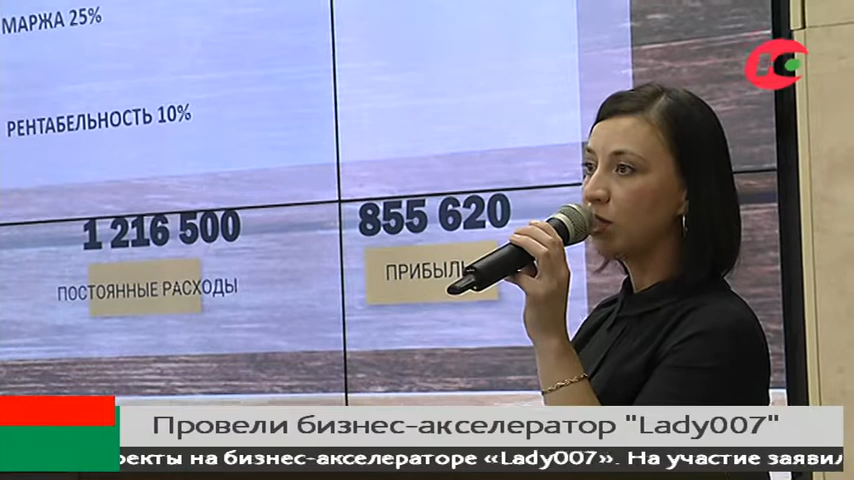 МАРЖА 25%
РЕНТАБЕЛЬНОСТЬ 10%
1 216 500
855 620
ПОСТОЯННЫЕ РАСХОДЫ
ПРИБЫЛЬ
Провели бизнес-акселератор "Lady007"
оекты на бизнес-акселераторе «Lady007». На участие заявил